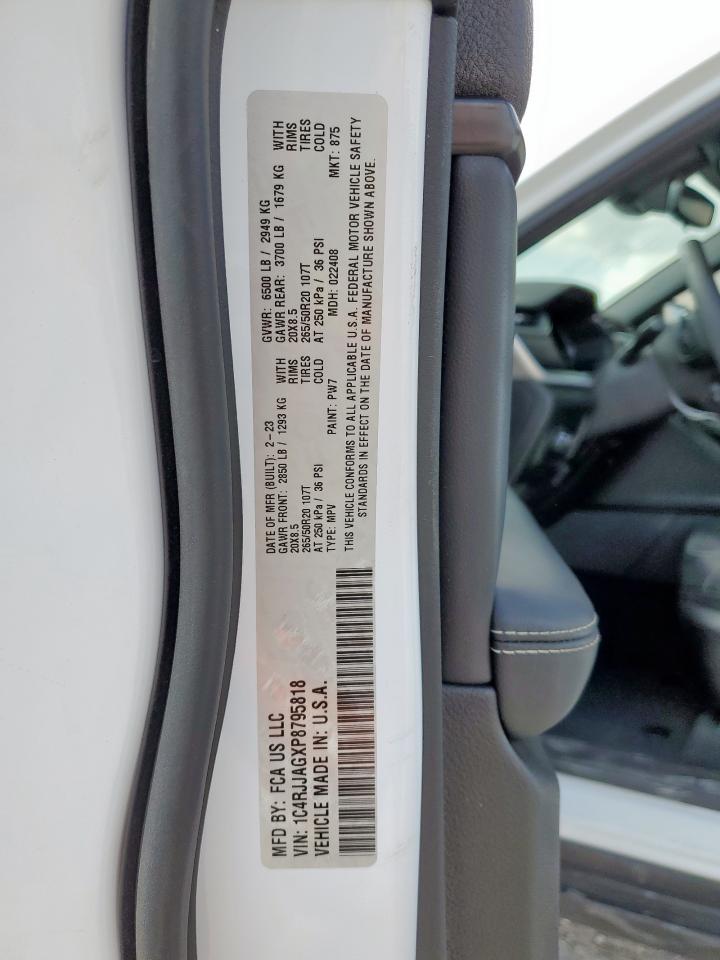 MFD BY: FCA US LLC
VIN: 1C4RJJAGXP8795818
VEHICLE MADE IN: U.S.A.
DATE OF MFR (BUILT): 2-23 GVWR: 6500 LB / 2949 KG
GAWR FRONT: 2850 LB / 1293 KG WITH GAWR REAR: 3700 LB / 1679 KG WITH
20X8.5 RIMS 20X8.5 RIMS
265/50R20 107T TIRES 265/50R20 107T TIRES
AT 250 kPa / 36 PSI COLD AT 250 kPa / 36 PSI COLD
TYPE: MPV PAINT: PW7 MDH: 022408 MKT: 875
THIS VEHICLE CONFORMS TO ALL APPLICABLE U.S.A. FEDERAL MOTOR VEHICLE SAFETY
STANDARDS IN EFFECT ON THE DATE OF MANUFACTURE SHOWN ABOVE.